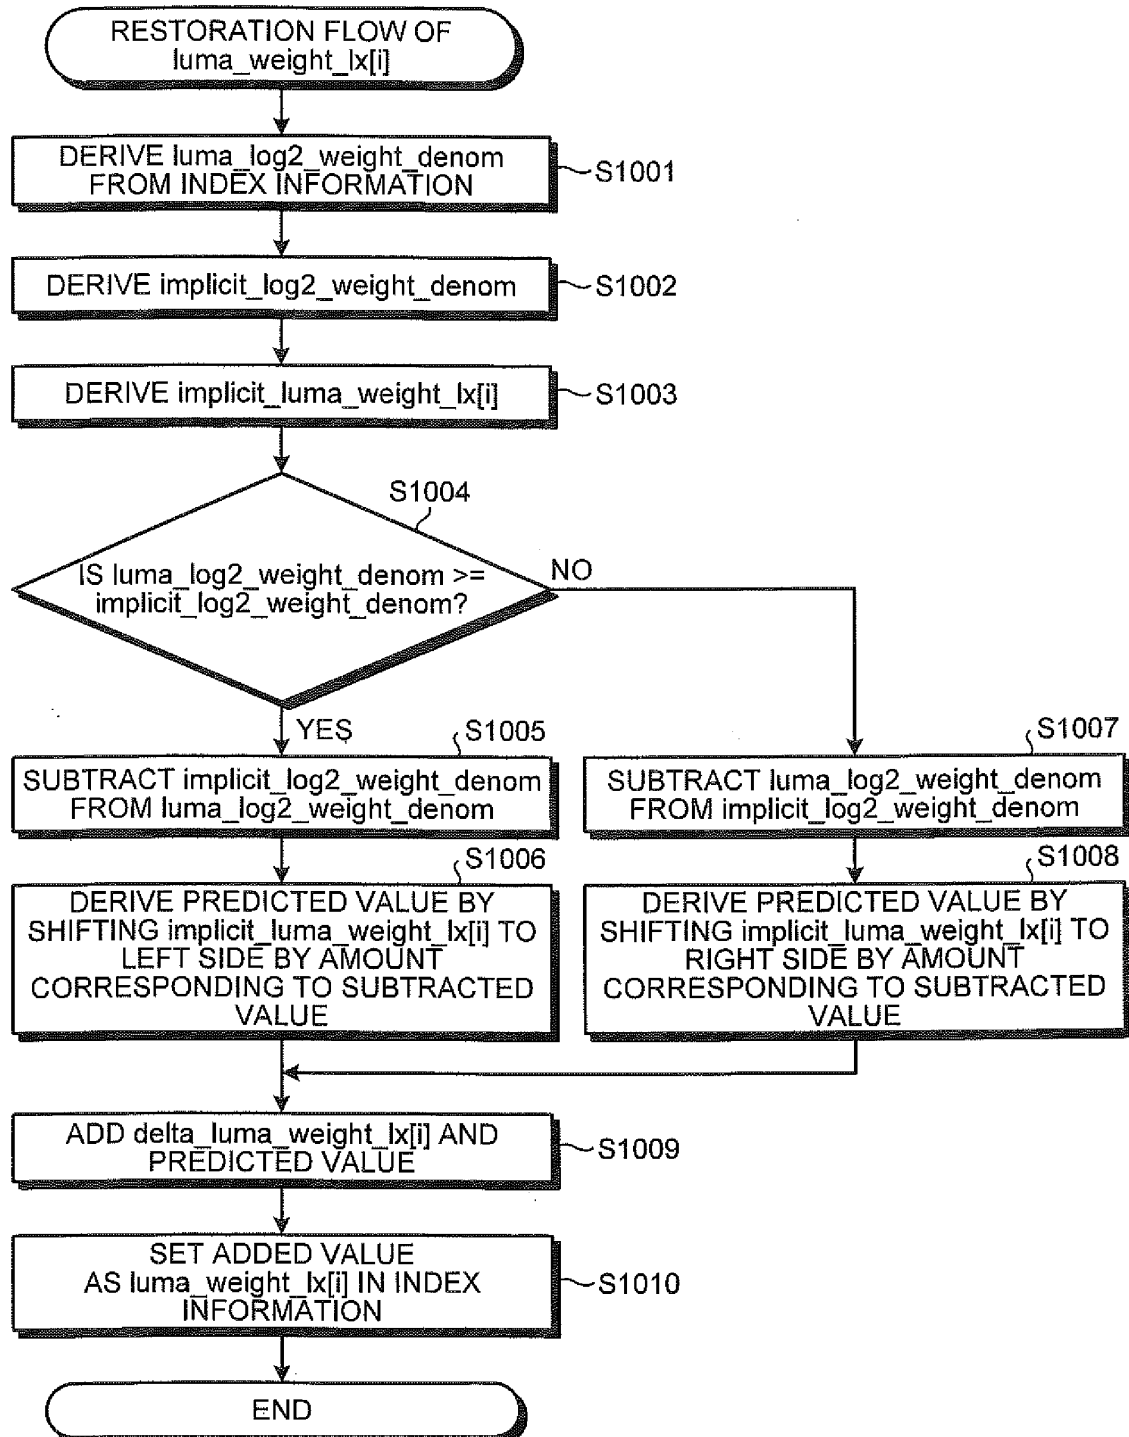 RESTORATION FLOW OF
luma_weight_lx[i]
DERIVE luma_log2_weight_denom
FROM INDEX INFORMATION
S1001
DERIVE implicit_log2_weight_denom
S1002
DERIVE implicit_luma_weight_lx[i]
S1003
S1004
IS luma_log2_weight_denom >=
implicit_log2_weight_denom?
NO
YES
S1005
SUBTRACT implicit_log2_weight_denom
FROM luma_log2_weight_denom
S1007
SUBTRACT luma_log2_weight_denom
FROM implicit_log2_weight_denom
S1006
DERIVE PREDICTED VALUE BY
SHIFTING implicit_luma_weight_lx[i] TO
LEFT SIDE BY AMOUNT
CORRESPONDING TO SUBTRACTED
VALUE
S1008
DERIVE PREDICTED VALUE BY
SHIFTING implicit_luma_weight_lx[i] TO
RIGHT SIDE BY AMOUNT
CORRESPONDING TO SUBTRACTED
VALUE
ADD delta_luma_weight_lx[i] AND
PREDICTED VALUE
S1009
SET ADDED VALUE
AS luma_weight_lx[i] IN INDEX
INFORMATION
S1010
END